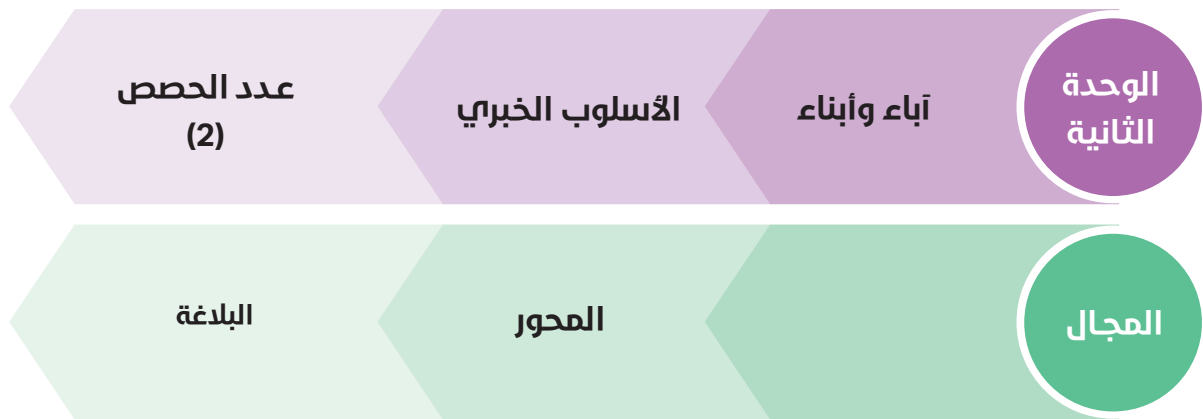 الوحدة
الثانية
آباء وأبناء
الأسلوب الخبري
عدد الحصص
(2)
المجال
المحور
البلاغة